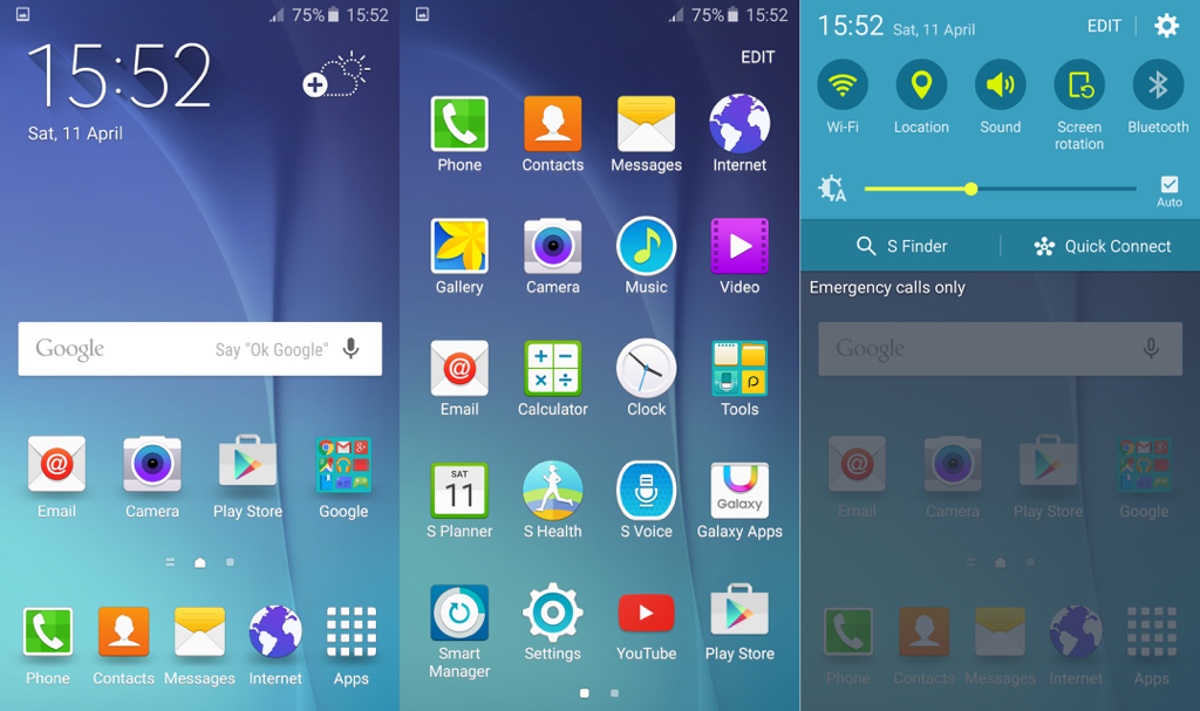 75% 15:52
15:52
Sat, 11 April
Google Say "Ok Google"
Email Camera Play Store Google
Phone Contacts Messages Internet Apps
75% 15:52
EDIT
Phone Contacts Messages Internet
Gallery Camera Music Video
Email Calculator Clock Tools
SAT
11
Galaxy
S Planner S Health S Voice Galaxy Apps
Smart
Manager
Settings YouTube Play Store
15:52 Sat, 11 April EDIT
Wi-Fi Location Sound Screen
rotation
Bluetooth
A
Auto
S Finder Quick Connect
Emergency calls only
Google
Email Camera Play Store Google
Phone Contacts Messages Internet Apps